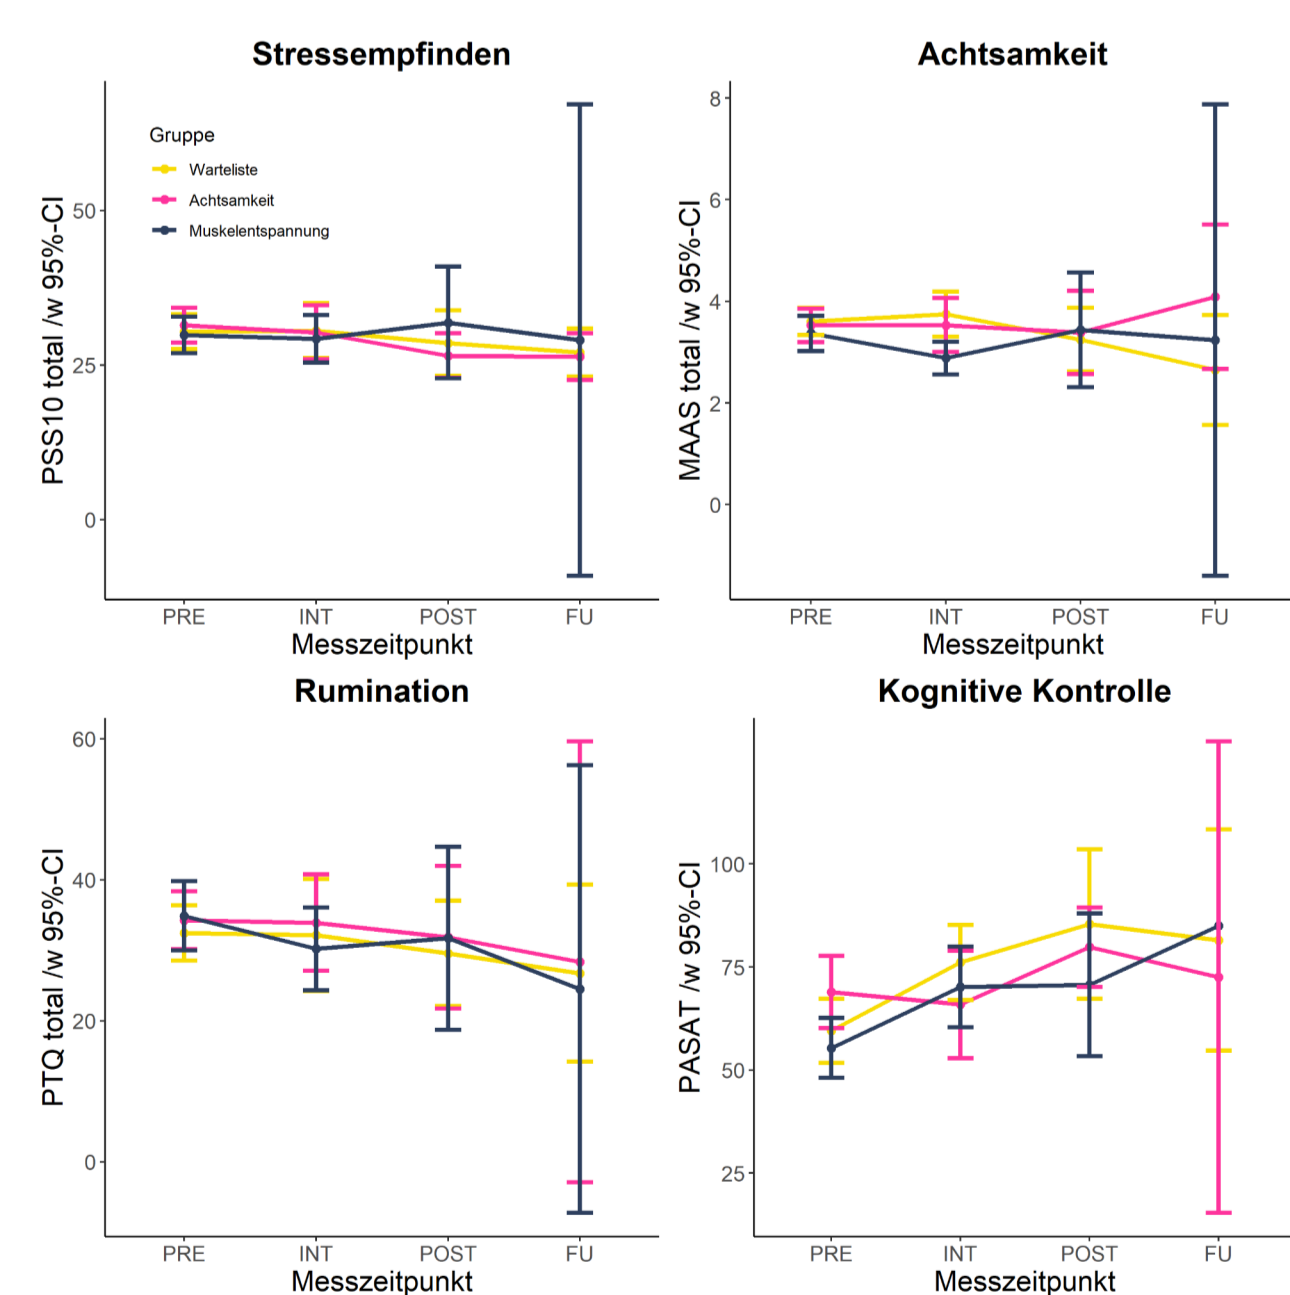 Stressempfinden
PSS10 total /w 95%-CI
50
25
0
Gruppe
Warteliste
Achtsamkeit
Muskelentspannung
PRE INT POST FU
Messzeitpunkt
Achtsamkeit
MAAS total /w 95%-CI
8
6
4
2
0
PRE INT POST FU
Messzeitpunkt
Rumination
PTQ total /w 95%-CI
60
40
20
0
PRE INT POST FU
Messzeitpunkt
Kognitive Kontrolle
PASAT /w 95%-CI
100
75
50
25
PRE INT POST FU
Messzeitpunkt